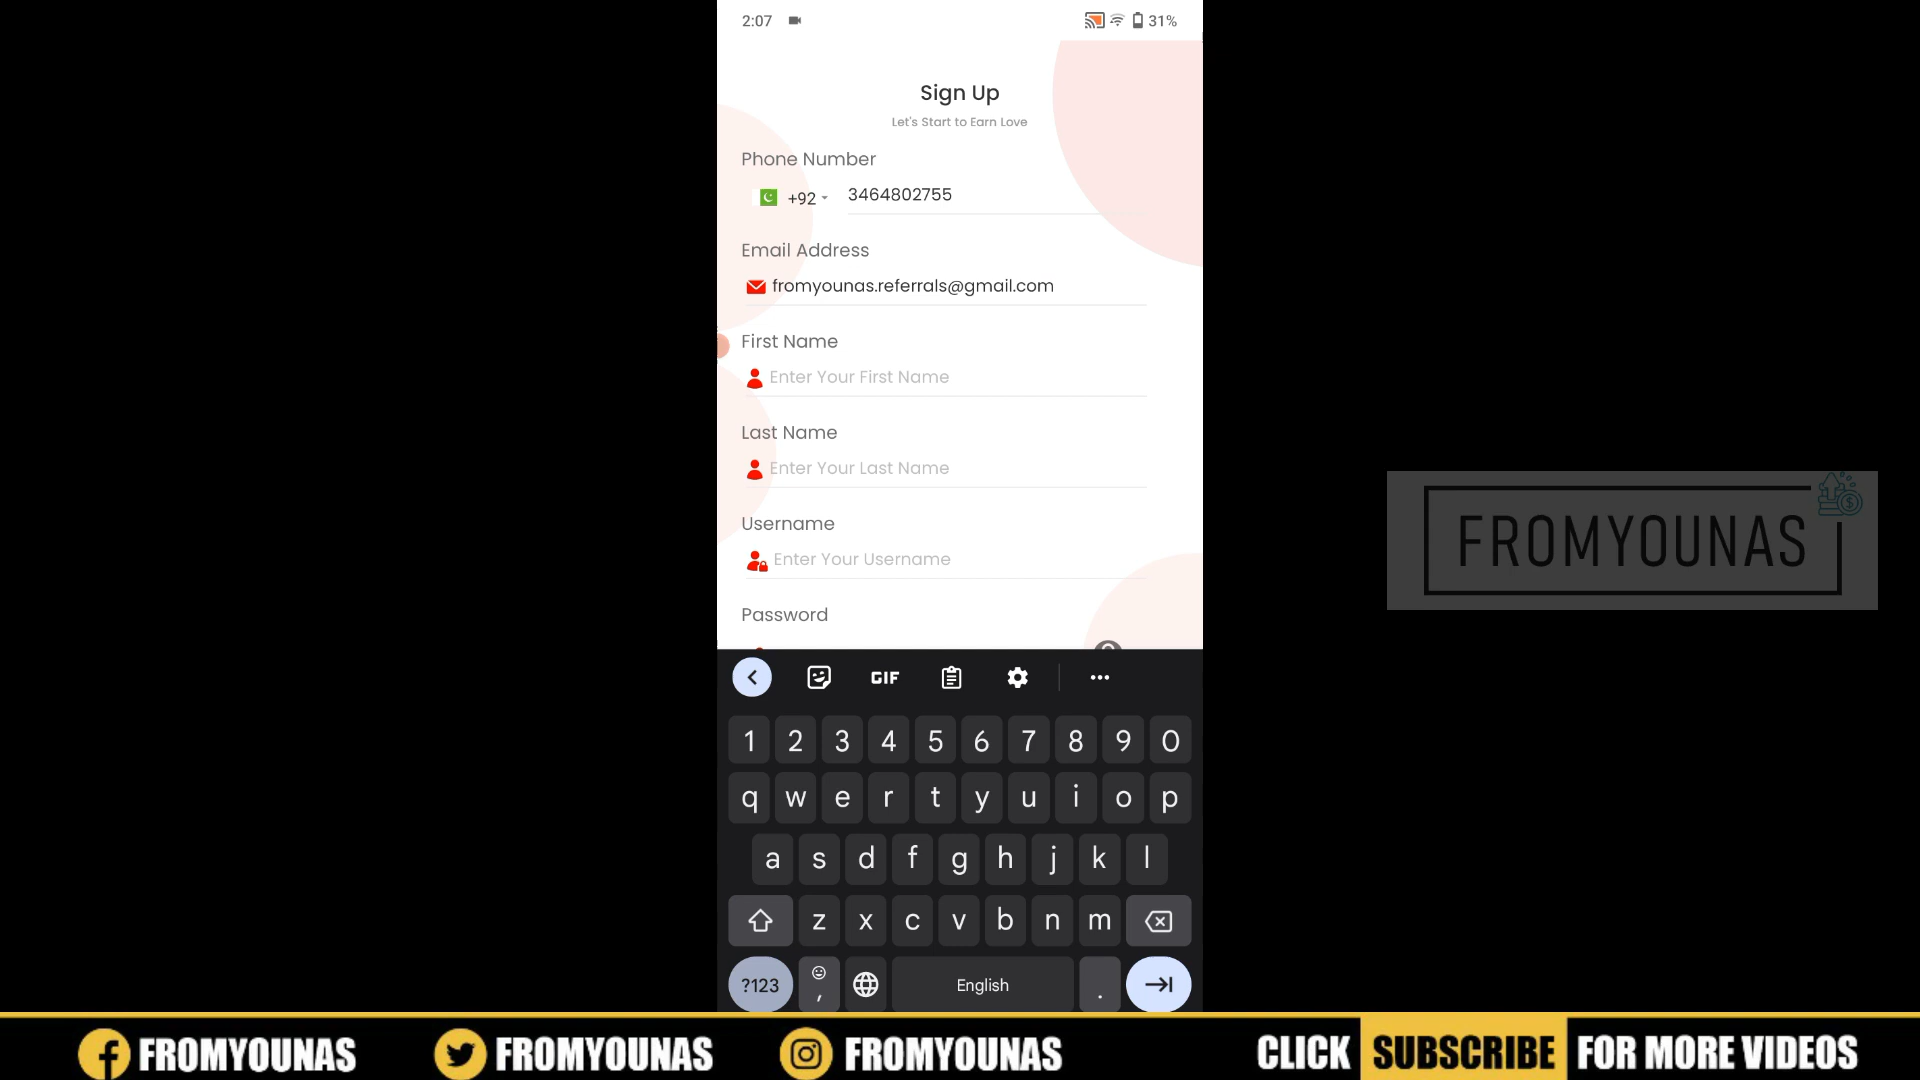 2:07
31%
Sign Up
Let's Start to Earn Love
Phone Number
+92 3464802755
Email Address
fromyounas.referrals@gmail.com
First Name
Enter Your First Name
Last Name
Enter Your Last Name
Username
Enter Your Username
Password
GIF
1 2 3 4 5 6 7 8 9 0
q w e r t y u i o p
a s d f g h j k l
z x c v b n m
?123 , English .
FROMYOUNAS
FROMYOUNAS FROMYOUNAS FROMYOUNAS CLICK SUBSCRIBE FOR MORE VIDEOS